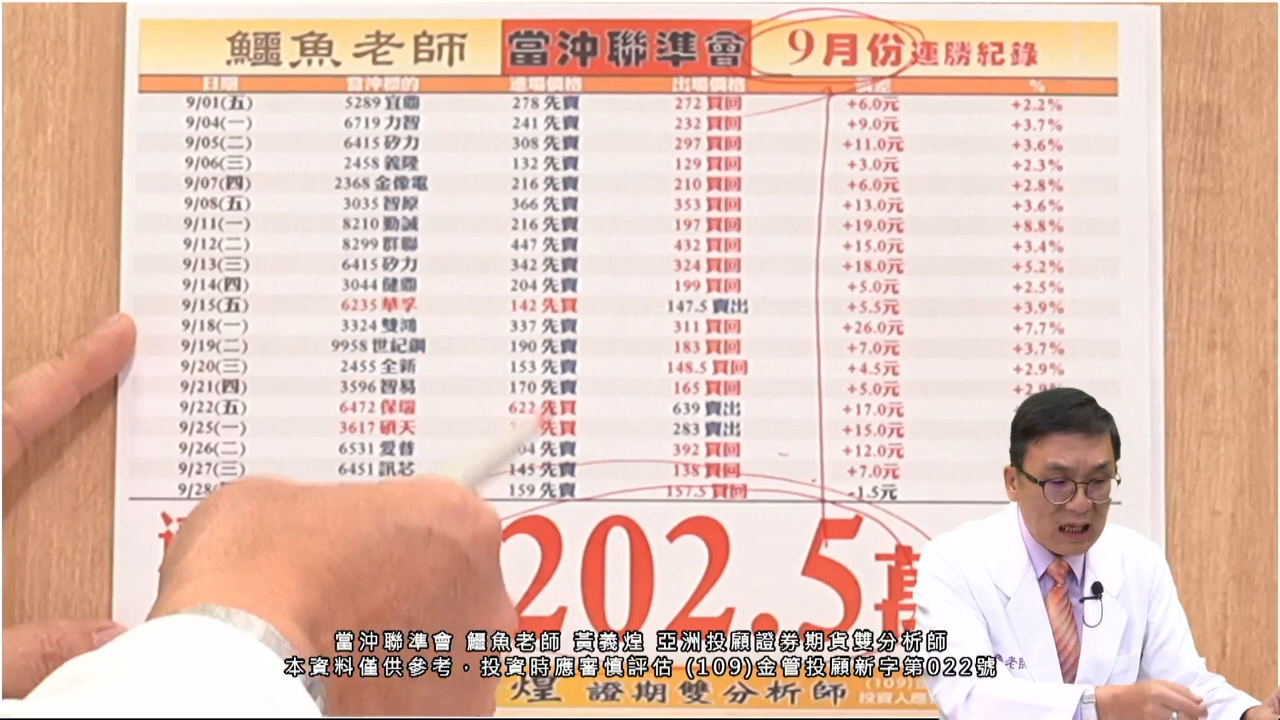 鱷魚老師 當沖聯準會 9月份連勝紀錄
日期 當沖標的 進場價格 出場價格 %
9/01(五) 5289 宜鼎 278 先賣 272 買回 +6.0元 +2.2%
9/04(一) 6719 力智 241 先賣 232 買回 +9.0元 +3.7%
9/05(二) 6415 矽力 308 先賣 297 買回 +11.0元 +3.6%
9/06(三) 2458 義隆 132 先賣 129 買回 +3.0元 +2.3%
9/07(四) 2368 金像電 216 先賣 210 買回 +6.0元 +2.8%
9/08(五) 3035 智原 366 先賣 353 買回 +13.0元 +3.6%
9/11(一) 8210 勤誠 216 先賣 197 買回 +19.0元 +8.8%
9/12(二) 8299 群聯 447 先賣 432 買回 +15.0元 +3.4%
9/13(三) 6415 矽力 342 先賣 324 買回 +18.0元 +5.2%
9/14(四) 3044 健鼎 204 先賣 199 買回 +5.0元 +2.5%
9/15(五) 6235 華孚 142 先買 147.5 賣出 +5.5元 +3.9%
9/18(一) 3324 雙鴻 337 先賣 311 買回 +26.0元 +7.7%
9/19(二) 9958 世紀鋼 190 先賣 183 買回 +7.0元 +3.7%
9/20(三) 2455 全新 153 先賣 148.5 買回 +4.5元 +2.9%
9/21(四) 3596 智易 170 先賣 165 買回 +5.0元 +2.9%
9/22(五) 6472 保瑞 622 先買 639 賣出 +17.0元
9/25(一) 3617 碩天 先買 283 賣出 +15.0元
9/26(二) 6531 愛普 04 先賣 392 買回 +12.0元
9/27(三) 6451 訊芯 145 先賣 138 買回 +7.0元
9/28 159 先賣 157.5 買回 -1.5元
202.5萬
當沖聯準會 鱷魚老師 黃義煌 亞洲投顧證券期貨雙分析師
本資料僅供參考，投資時應審慎評估 (109)金管投顧新字第022號
煌 證期雙分析師